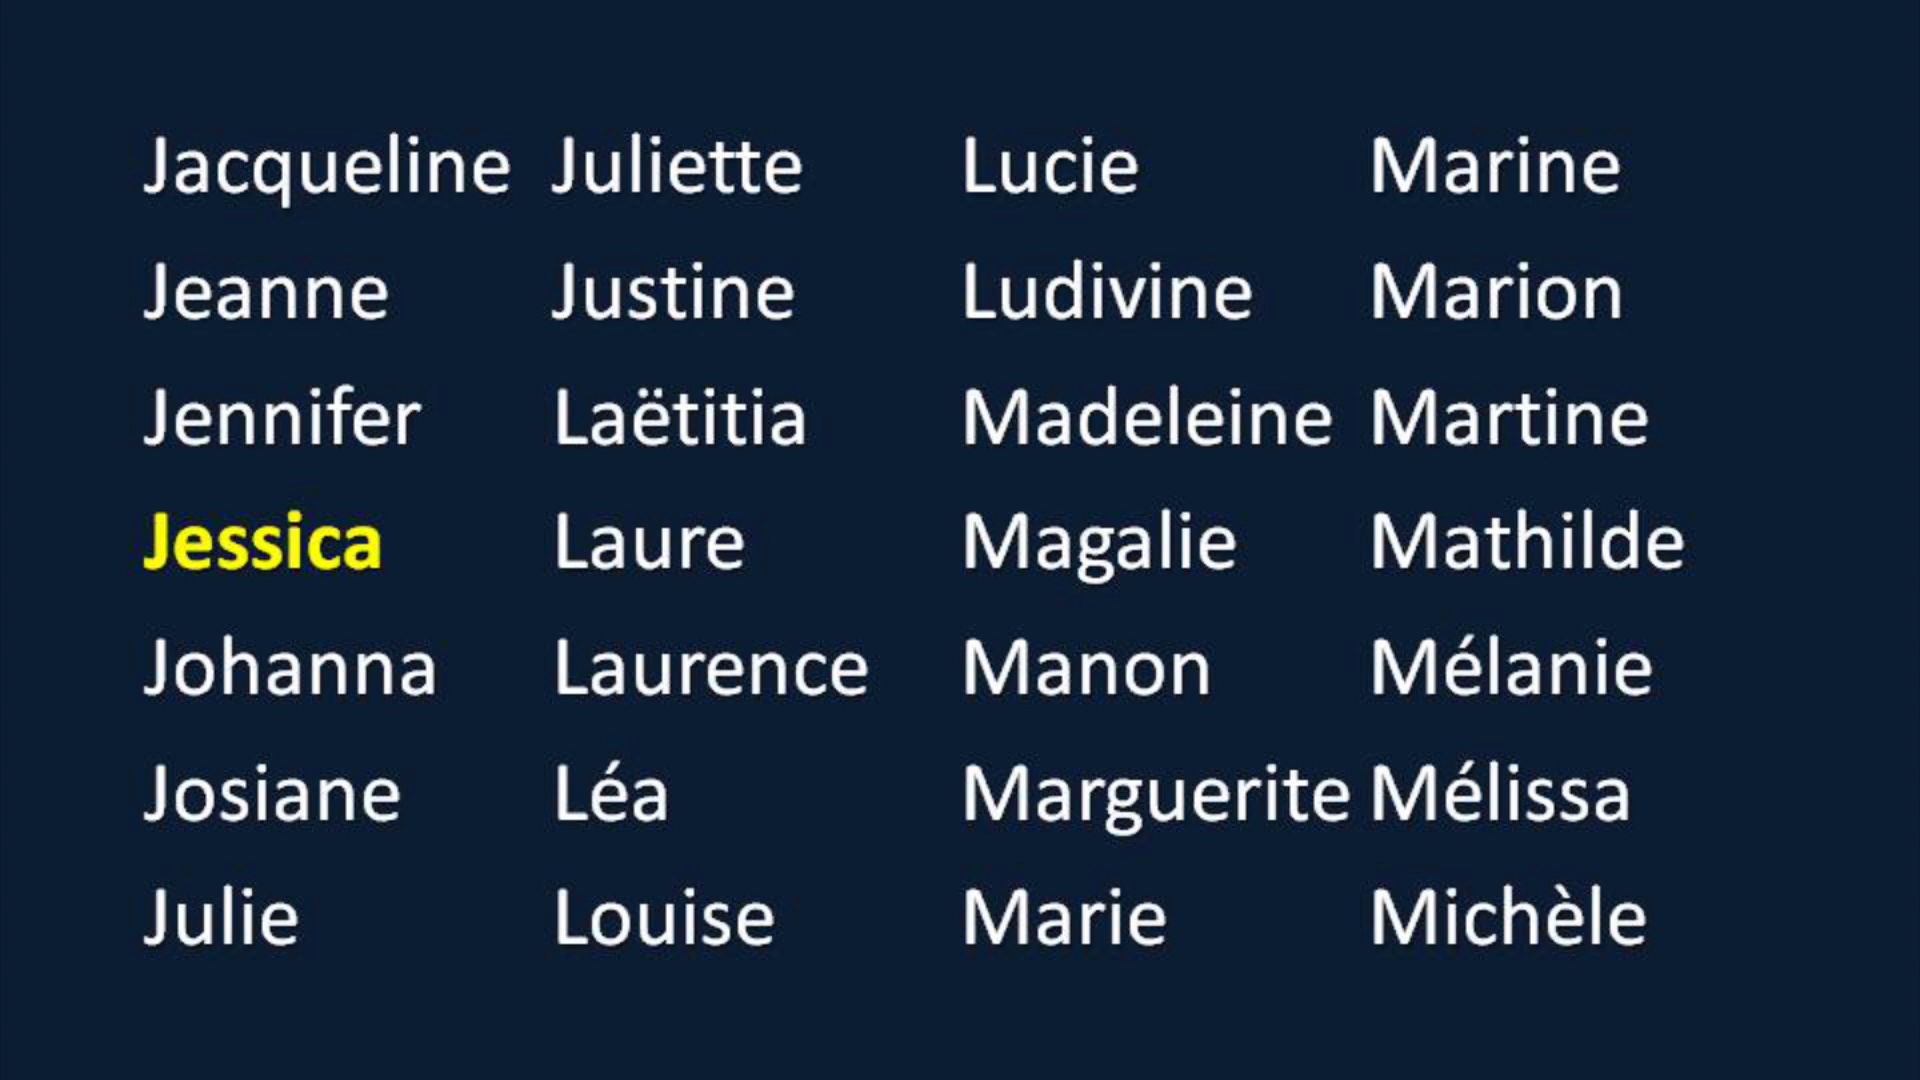 Jacqueline Juliette Lucie Marine
Jeanne Justine Ludivine Marion
Jennifer Laëtitia Madeleine Martine
Jessica Laure Magalie Mathilde
Johanna Laurence Manon Mélanie
Josiane Léa Marguerite Mélissa
Julie Louise Marie Michèle